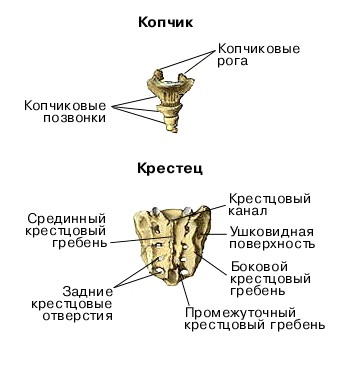 Копчик
Копчиковые
рога
Копчиковые
позвонки
Крестец
Крестцовый
канал
Срединный
крестцовый
гребень
Ушковидная
поверхность
Боковой
крестцовый
гребень
Задние
крестцовые
отверстия
Промежуточный
крестцовый гребень